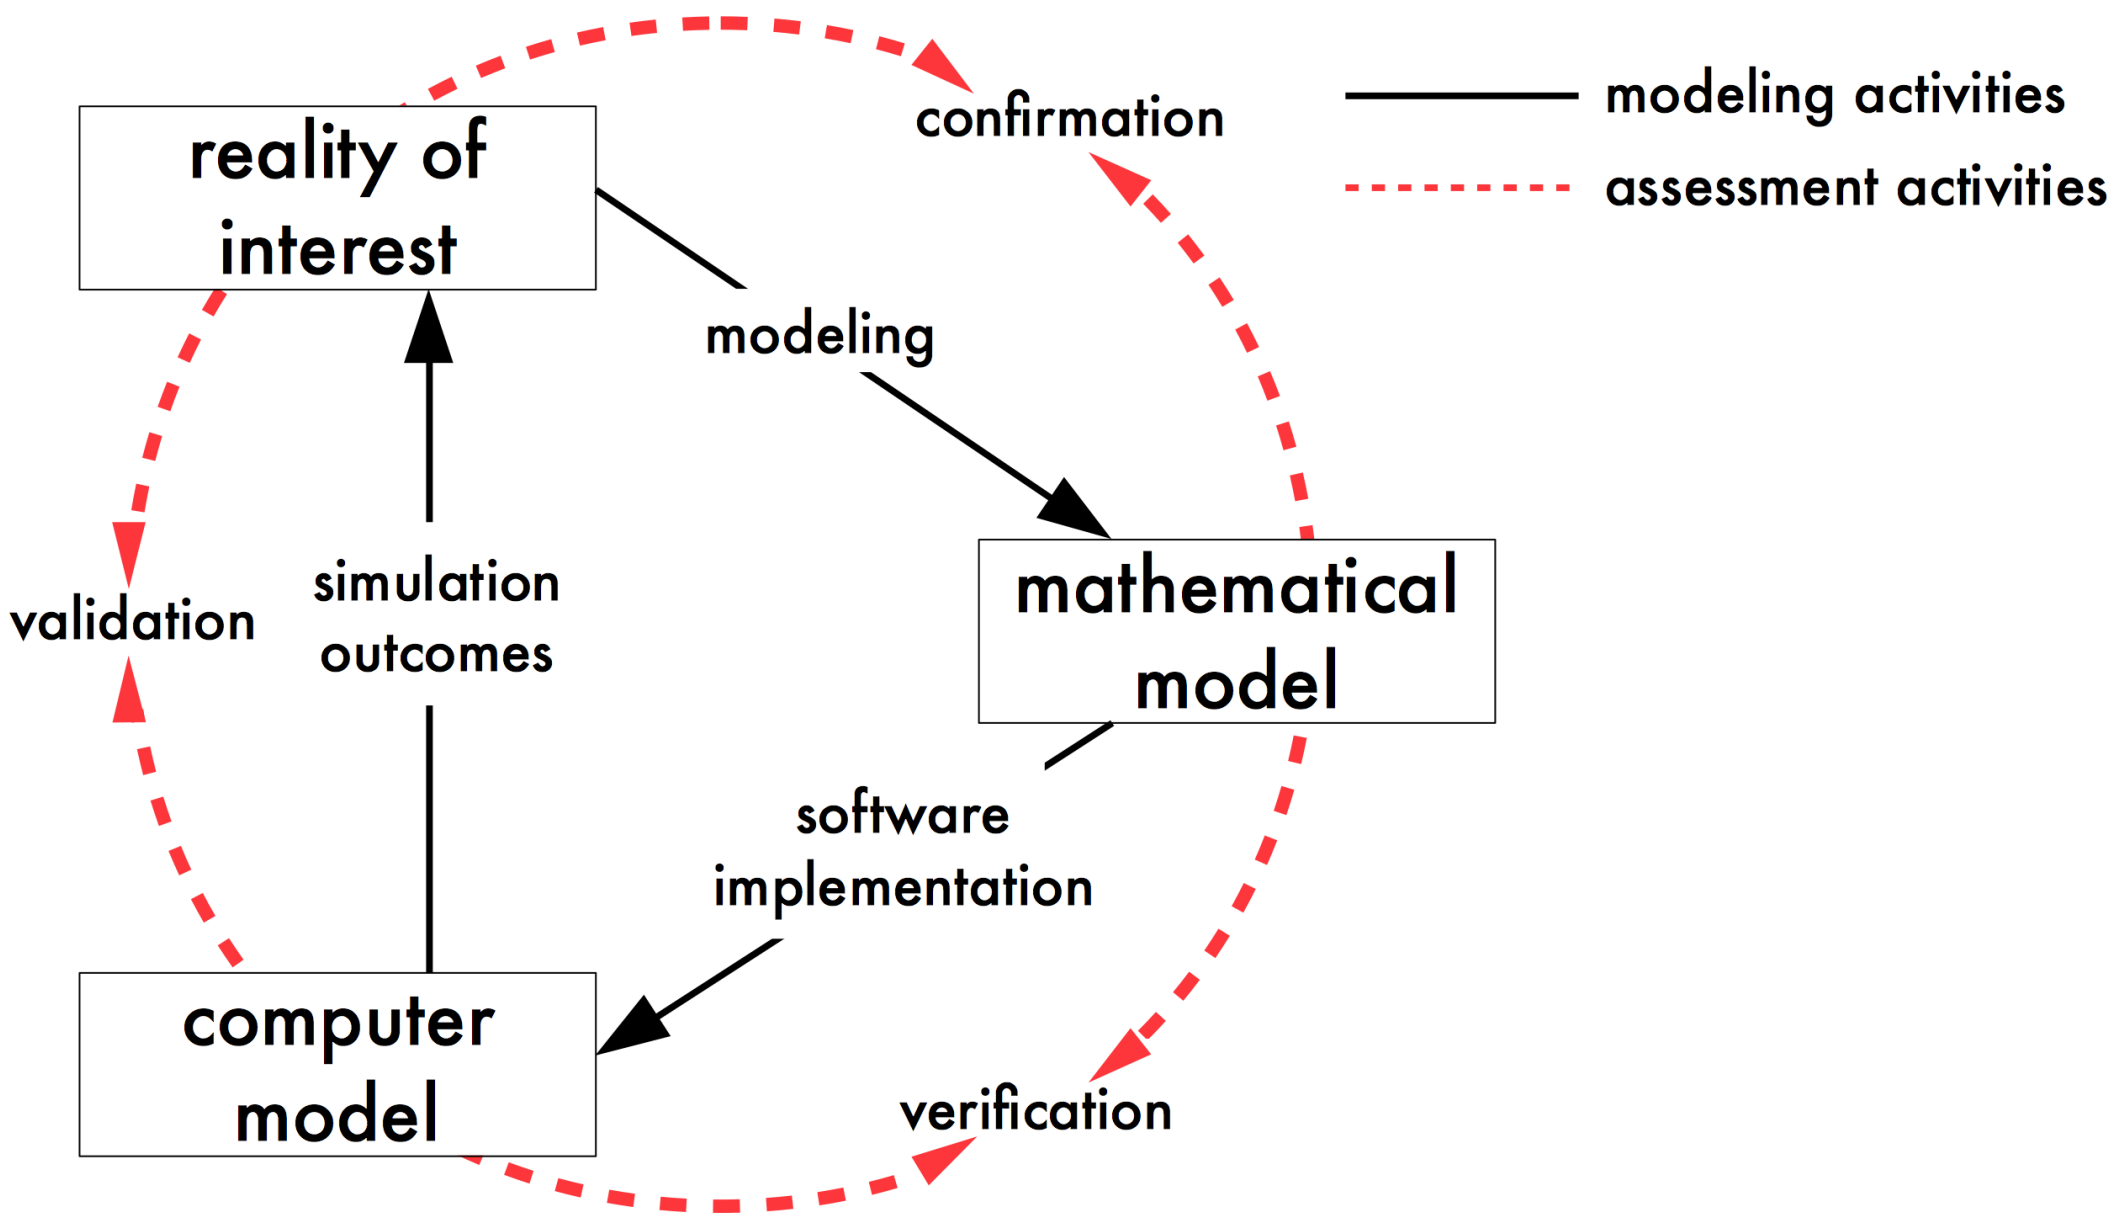 confirmation
modeling activities
assessment activities
reality of
interest
modeling
simulation
outcomes
validation
mathematical
model
software
implementation
computer
model
verification